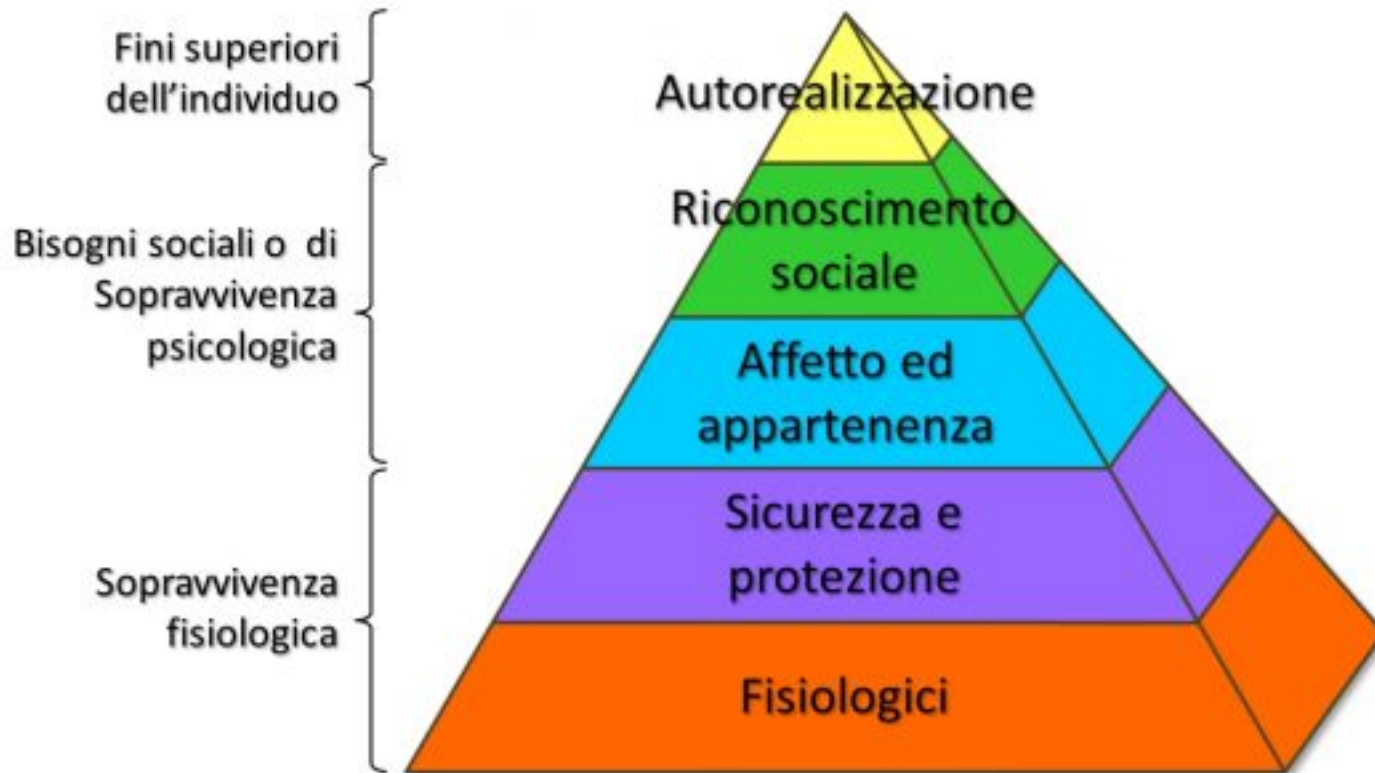 Fini superiori
dell'individuo
Autorealizzazione
Bisogni sociali o di
Sopravvivenza
psicologica
Riconoscimento
sociale
Affetto ed
appartenenza
Sopravvivenza
fisiologica
Sicurezza e
protezione
Fisiologici